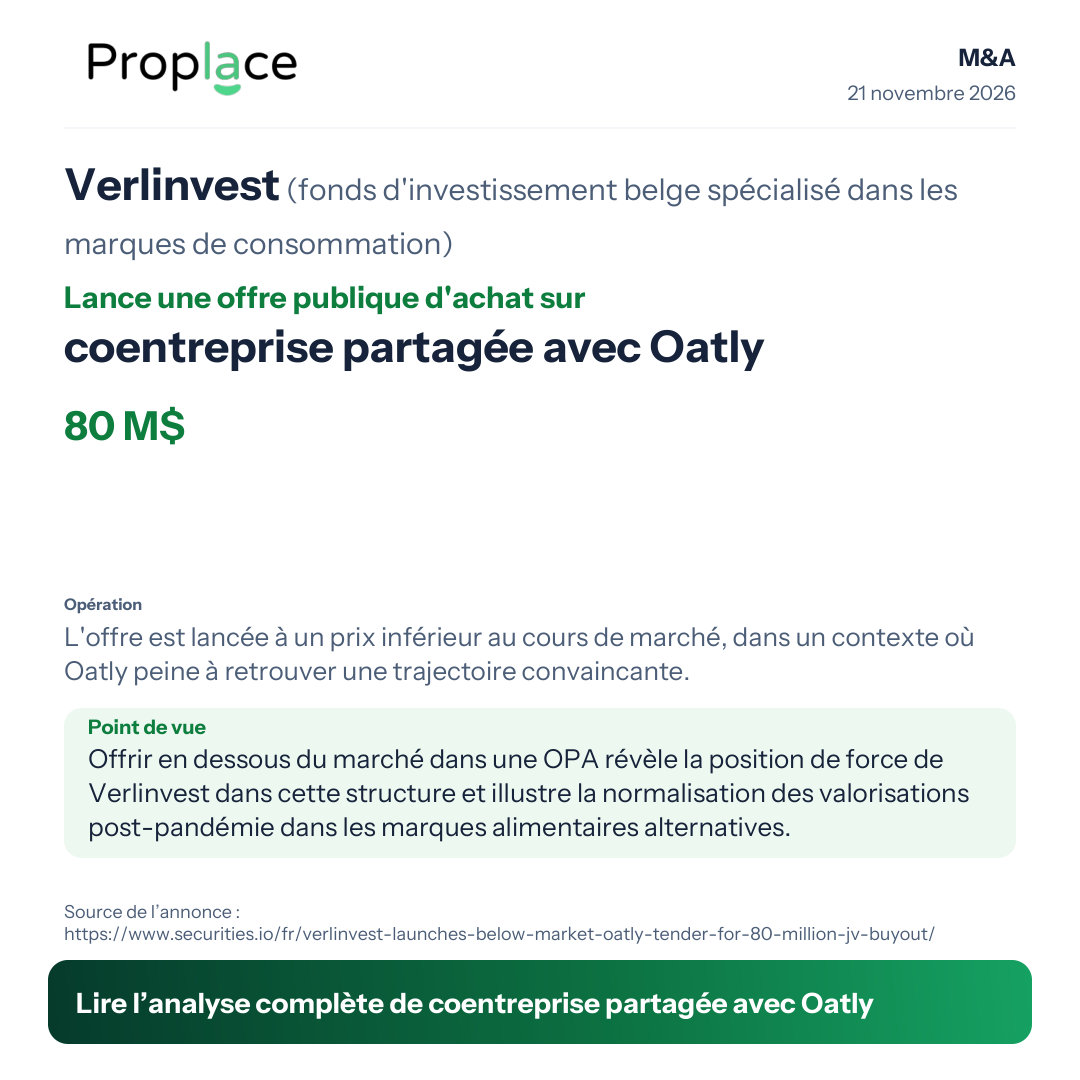 Proplace
M&A
21 novembre 2026
Verlinvest (fonds d'investissement belge spécialisé dans les
marques de consommation)
Lance une offre publique d'achat sur
coentreprise partagée avec Oatly
80 M$
Opération
L'offre est lancée à un prix inférieur au cours de marché, dans un contexte où
Oatly peine à retrouver une trajectoire convaincante.
Point de vue
Offrir en dessous du marché dans une OPA révèle la position de force de
Verlinvest dans cette structure et illustre la normalisation des valorisations
post-pandémie dans les marques alimentaires alternatives.
Source de l’annonce :
https://www.securities.io/fr/verlinvest-launches-below-market-oatly-tender-for-80-million-jv-buyout/
Lire l’analyse complète de coentreprise partagée avec Oatly